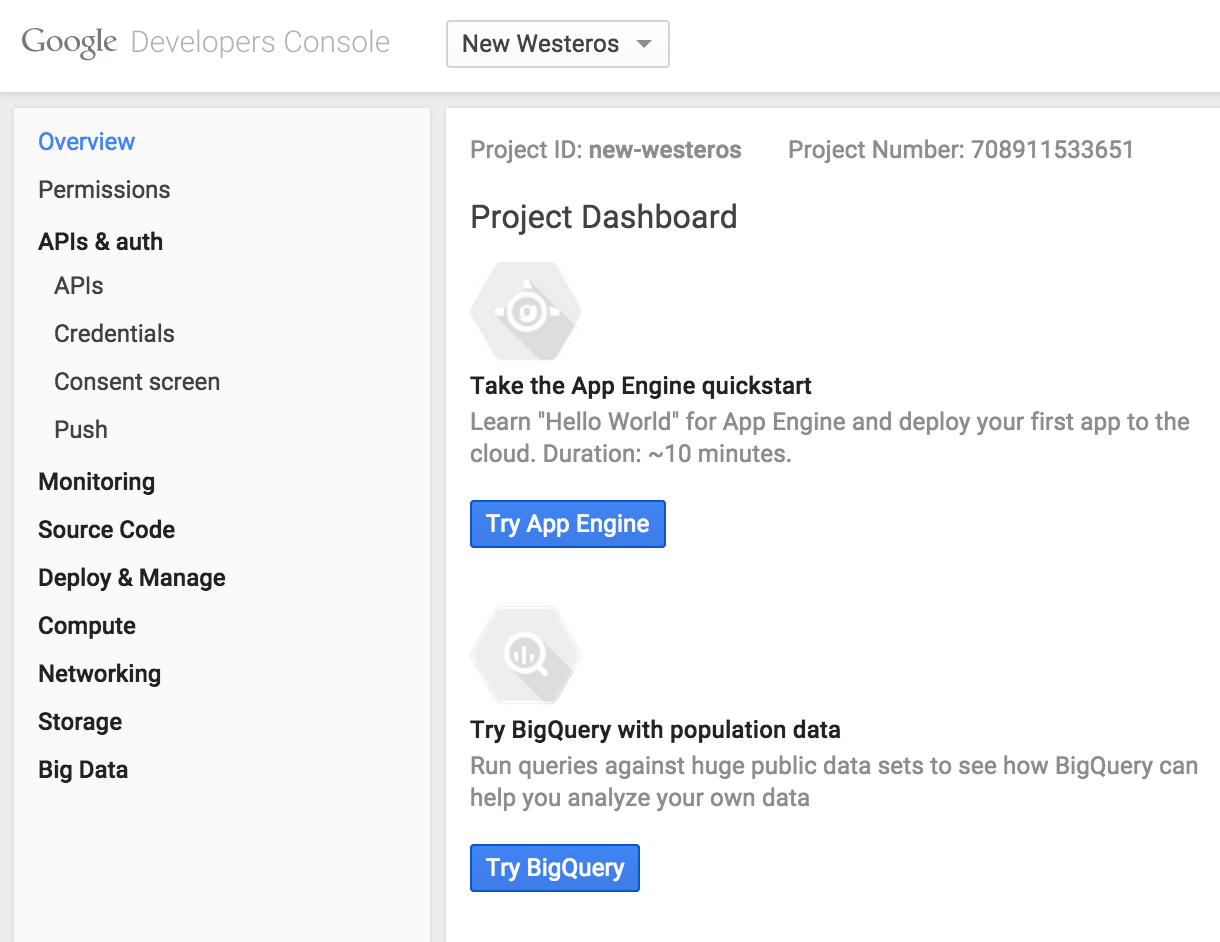 Google Developers Console
New Westeros
Overview
Permissions
APIs & auth
APIs
Credentials
Consent screen
Push
Monitoring
Source Code
Deploy & Manage
Compute
Networking
Storage
Big Data
Project ID: new-westeros
Project Number: 708911533651
Project Dashboard
Take the App Engine quickstart
Learn "Hello World" for App Engine and deploy your first app to the
cloud. Duration: ~10 minutes.
Try App Engine
Try BigQuery with population data
Run queries against huge public data sets to see how BigQuery can
help you analyze your own data
Try BigQuery